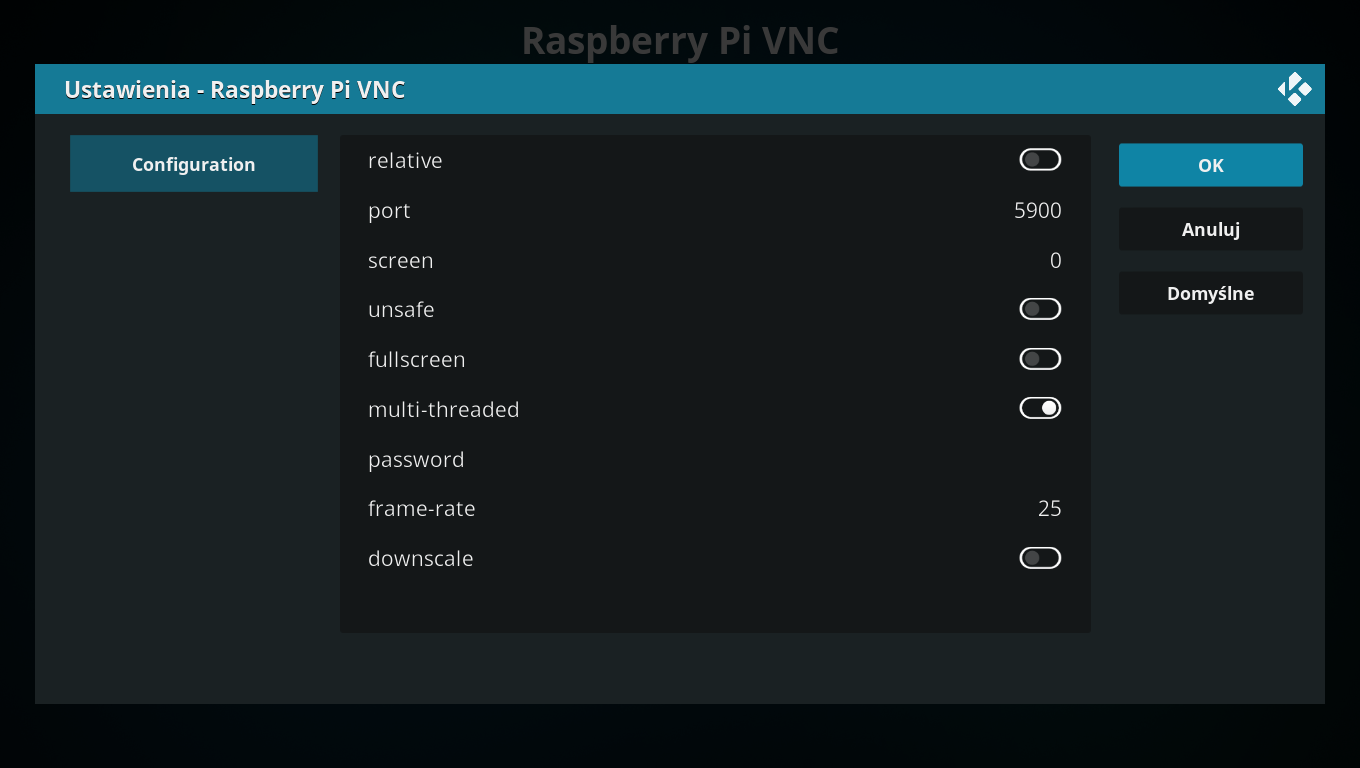 Raspberry Pi VNC
Ustawienia - Raspberry Pi VNC
Configuration
relative
port 5900
screen 0
unsafe
fullscreen
multi-threaded
password
frame-rate 25
downscale
OK
Anuluj
Domyślne